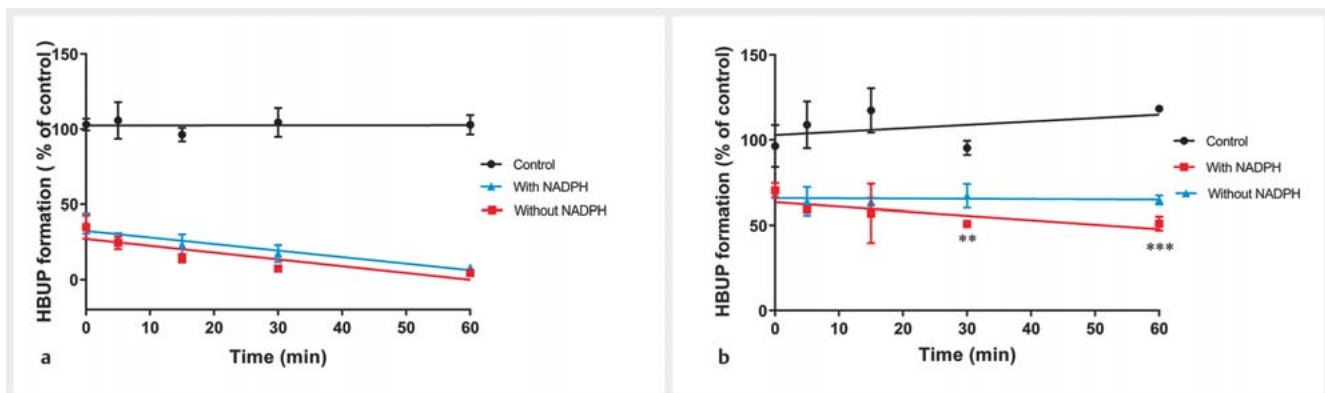 HBUP formation ( % of control)
150
100
50
0
0 10 20 30 40 50 60
Time (min)
Control
With NADPH
Without NADPH
a
HBUP formation (% of control)
150
100
50
0
0 10 20 30 40 50 60
Time (min)
Control
With NADPH
Without NADPH
**
***
b